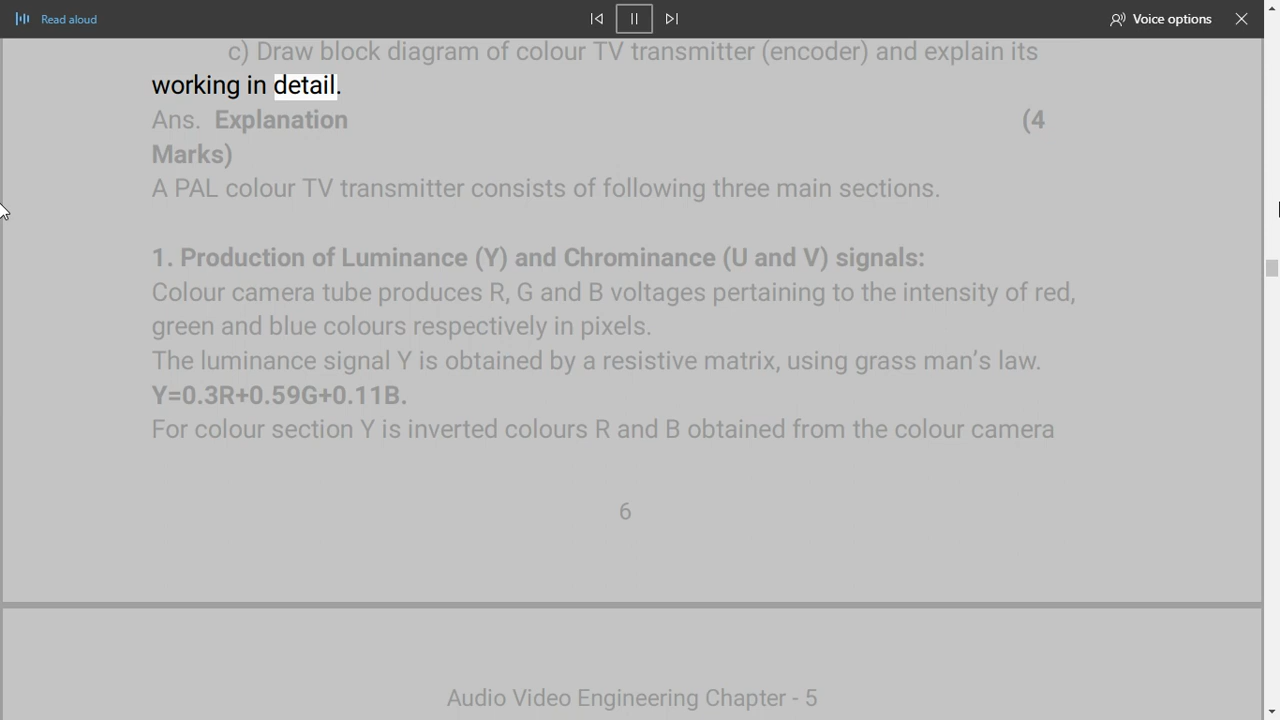 Read aloud
Voice options
c) Draw block diagram of colour TV transmitter (encoder) and explain its
working in detail.
Ans. Explanation (4
Marks)
A PAL colour TV transmitter consists of following three main sections.
1. Production of Luminance (Y) and Chrominance (U and V) signals:
Colour camera tube produces R, G and B voltages pertaining to the intensity of red,
green and blue colours respectively in pixels.
The luminance signal Y is obtained by a resistive matrix, using grass man’s law.
Y=0.3R+0.59G+0.11B.
For colour section Y is inverted colours R and B obtained from the colour camera
6
Audio Video Engineering Chapter - 5